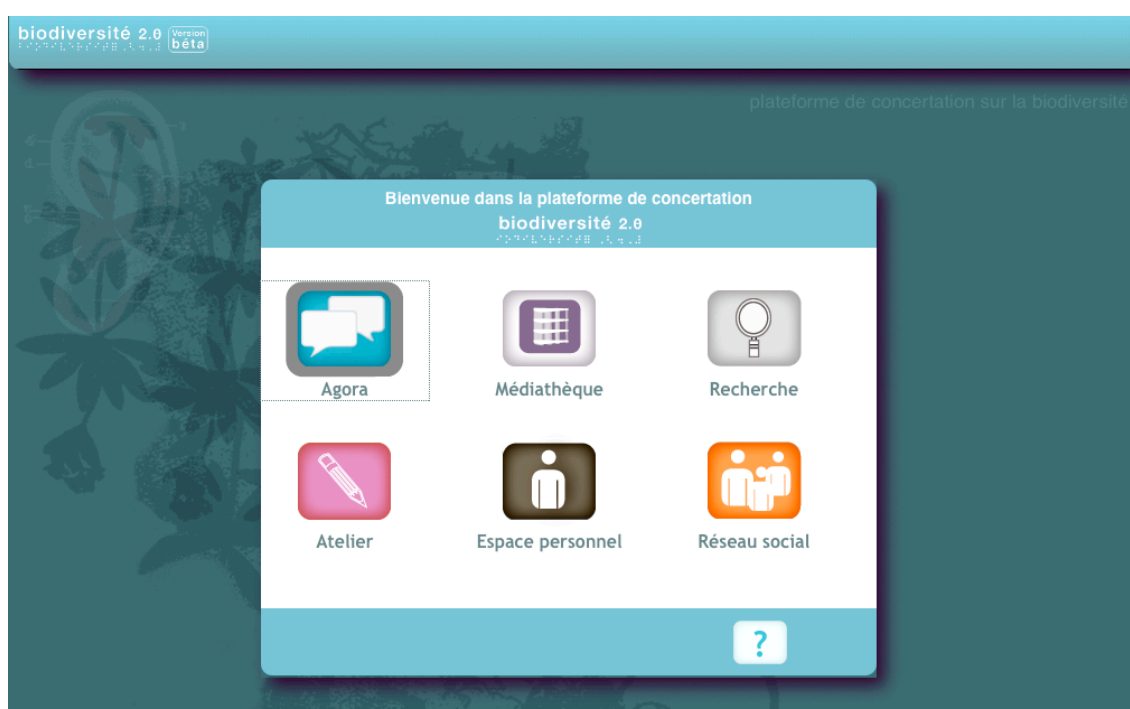 biodiversité 2.0 Version bêta
plateforme de concertation sur la biodiversité
Bienvenue dans la plateforme de concertation
biodiversité 2.0
Agora
Médiathèque
Recherche
Atelier
Espace personnel
Réseau social
?